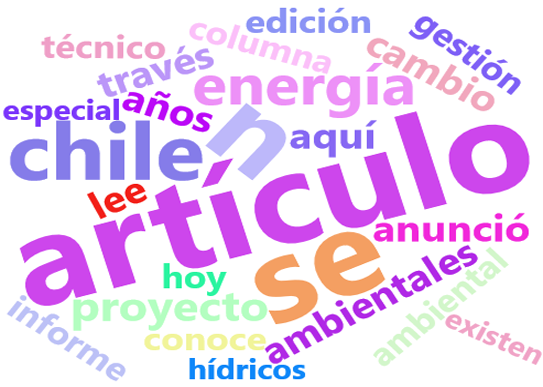 edición
gestión
columna
técnico
cambio
través
energía
especial
años
n
chile
aquí
artículo
lee
anunció
se
hoy
ambientales
proyecto
ambiental
informe
conoce
existen
hídricos